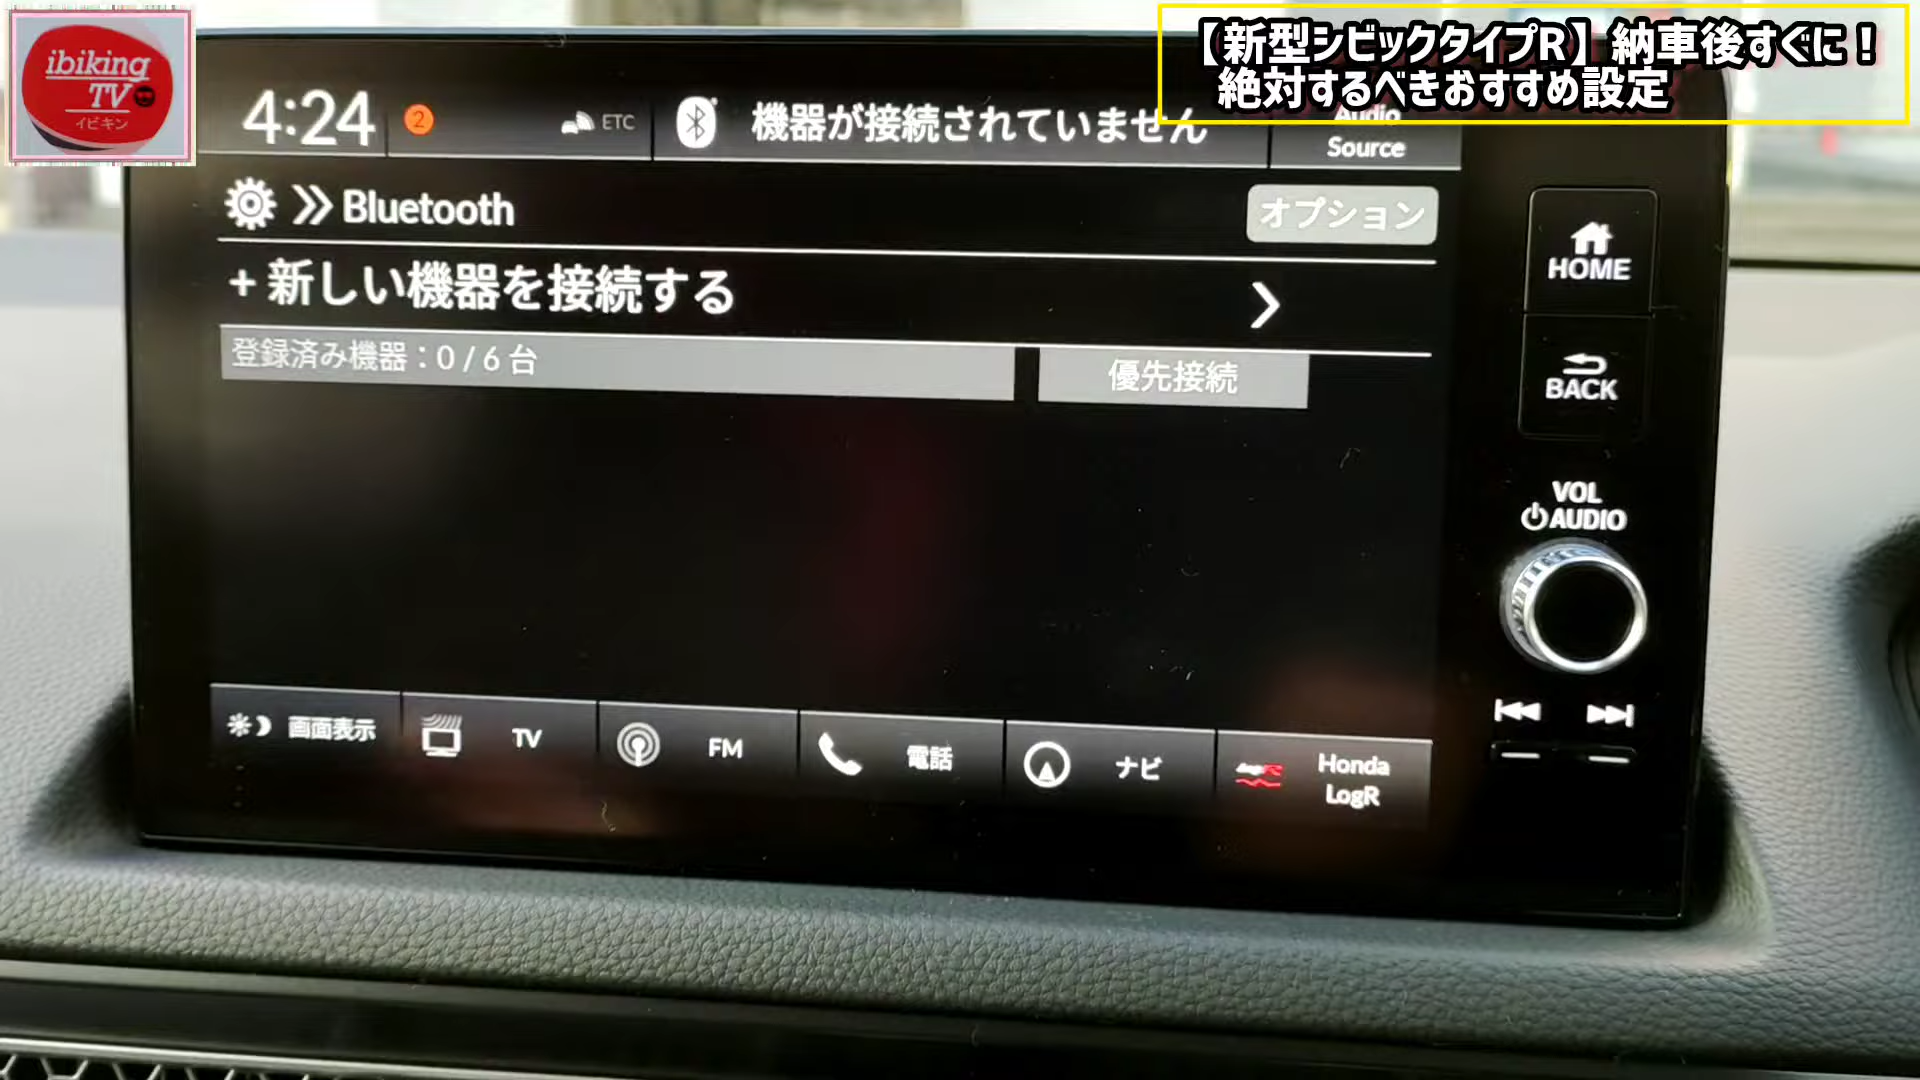 ibiking
TV
イビキン
【新型シビックタイプR】納車後すぐに！
絶対するべきおすすめ設定
4:24
2
ETC
機器が接続されていません
Audio
Source
Bluetooth
オプション
+ 新しい機器を接続する
登録済み機器：0 / 6 台
優先接続
HOME
BACK
VOL
AUDIO
画面表示
TV
FM
電話
ナビ
Honda
LogR